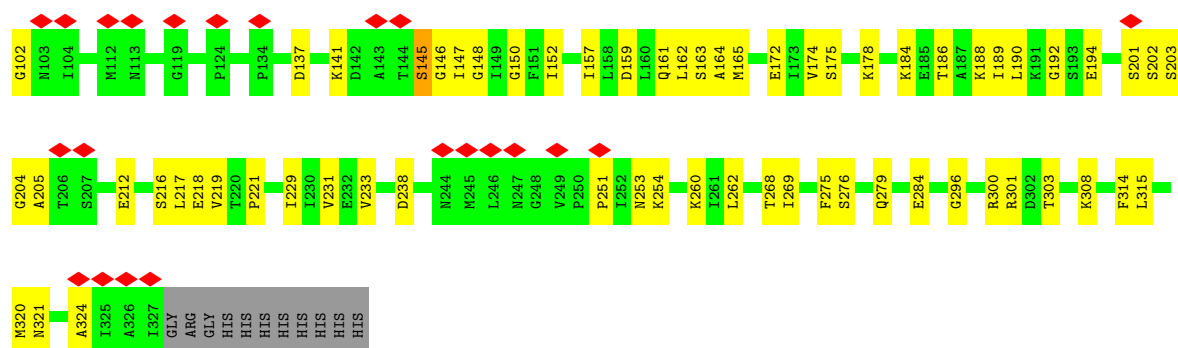 G102 N103 I104 M112 N113 G119 P124 P134 D137 K141 D142 A143 T144 S145 G146 I147 G148 I149 G150 F151 I152 I157 L158 D159 L160 Q161 L162 S163 A164 M165 E172 I173 V174 S175 K178 K184 E185 T186 A187 K188 I189 L190 K191 G192 S193 E194 S201 S202 S203
G204 A205 T206 S207 E212 S216 L217 E218 V219 T220 P221 I229 I230 V231 E232 V233 D238 N244 M245 L246 N247 G248 V249 P250 P251 I252 N253 K254 K260 I261 L262 T268 I269 F275 S276 Q279 E284 G296 R300 R301 D302 T303 K308 F314 L315
M320 N321 A324 I325 A326 I327 GLY ARG GLY HIS HIS HIS HIS HIS HIS HIS HIS